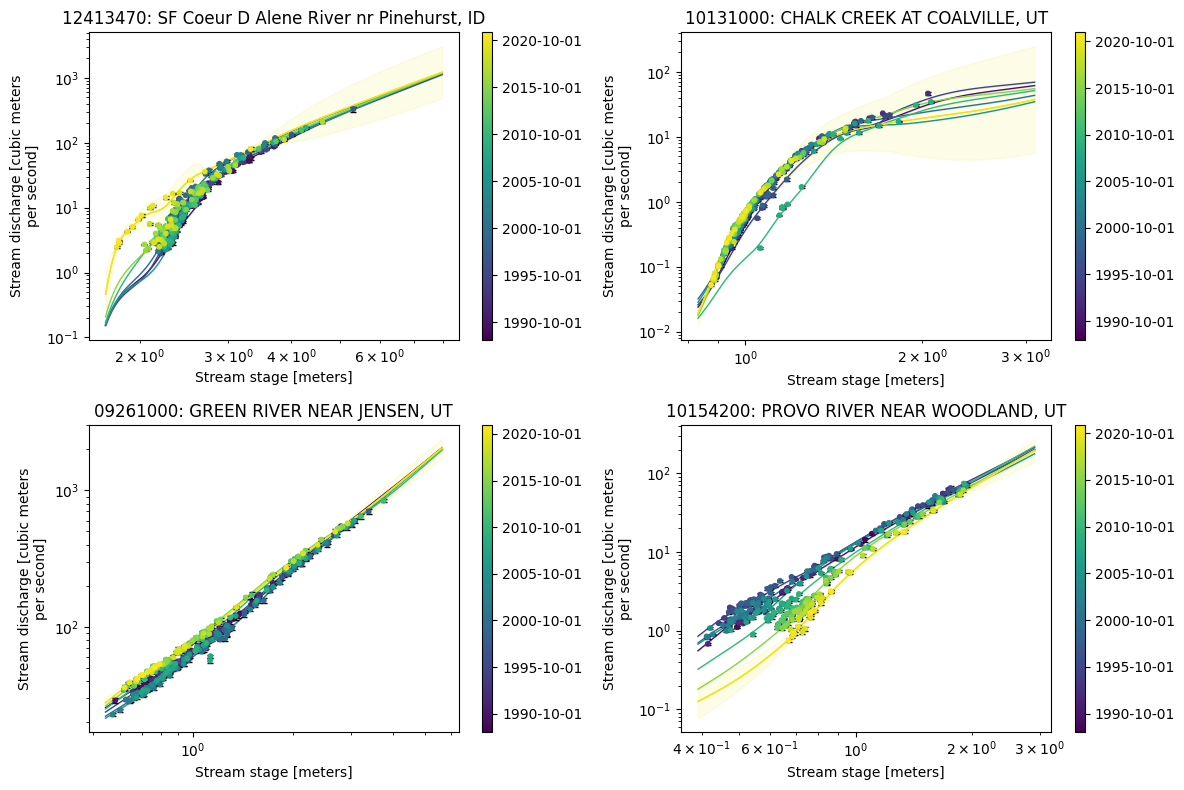 12413470: SF Coeur D Alene River nr Pinehurst, ID
Stream discharge [cubic meters
per second]
10³
10²
10¹
10⁰
10⁻¹
2 × 10⁰
3 × 10⁰
4 × 10⁰
6 × 10⁰
Stream stage [meters]
2020-10-01
2015-10-01
2010-10-01
2005-10-01
2000-10-01
1995-10-01
1990-10-01
10131000: CHALK CREEK AT COALVILLE, UT
Stream discharge [cubic meters
per second]
10²
10¹
10⁰
10⁻¹
10⁻²
10⁰
2 × 10⁰
3 × 10⁰
Stream stage [meters]
2020-10-01
2015-10-01
2010-10-01
2005-10-01
2000-10-01
1995-10-01
1990-10-01
09261000: GREEN RIVER NEAR JENSEN, UT
Stream discharge [cubic meters
per second]
10³
10²
10⁰
Stream stage [meters]
2020-10-01
2015-10-01
2010-10-01
2005-10-01
2000-10-01
1995-10-01
1990-10-01
10154200: PROVO RIVER NEAR WOODLAND, UT
Stream discharge [cubic meters
per second]
10²
10¹
10⁰
10⁻¹
4 × 10⁻¹
6 × 10⁻¹
10⁰
2 × 10⁰
3 × 10⁰
Stream stage [meters]
2020-10-01
2015-10-01
2010-10-01
2005-10-01
2000-10-01
1995-10-01
1990-10-01